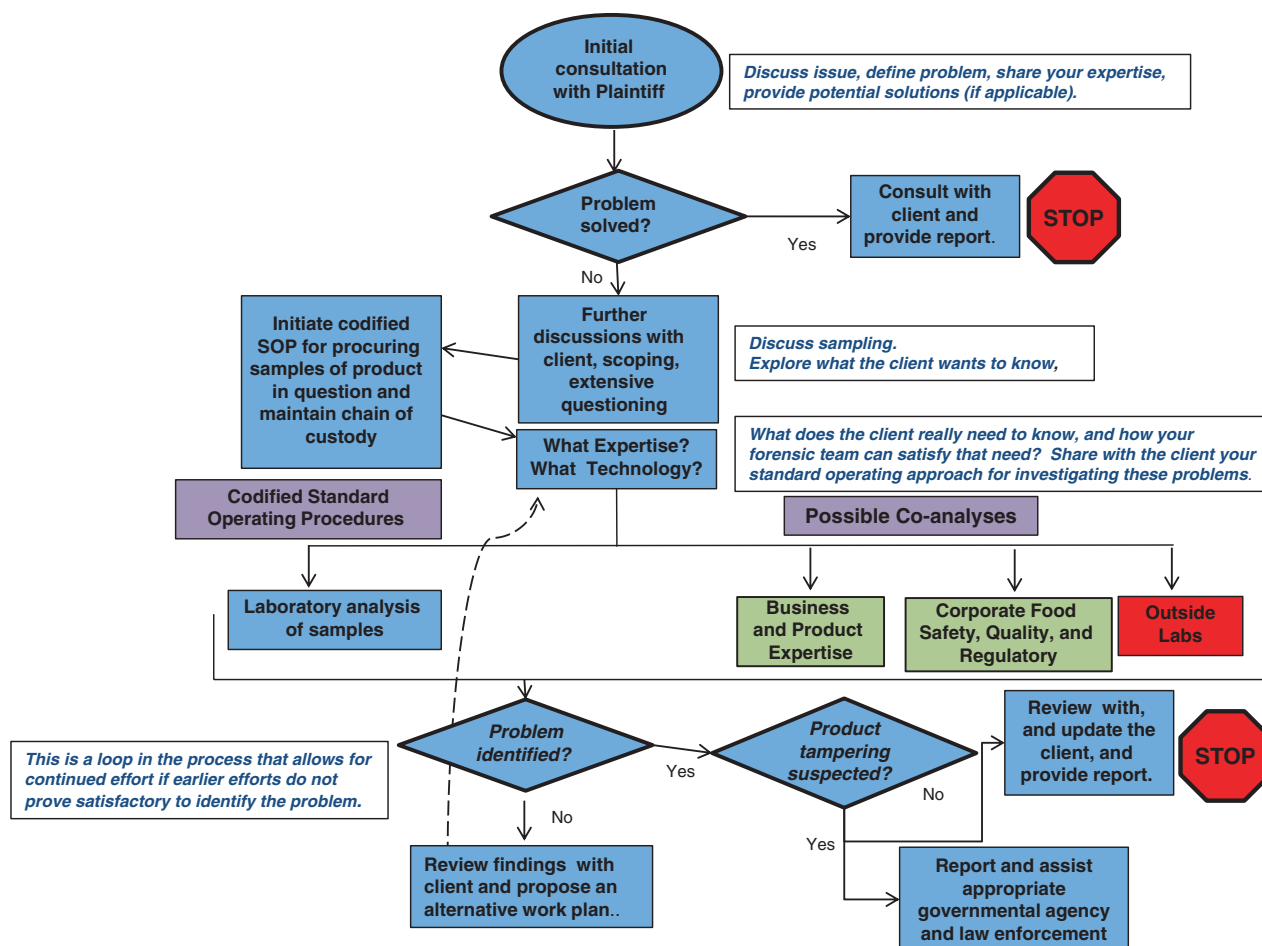 Initial
consultation
with Plaintiff
Discuss issue, define problem, share your expertise,
provide potential solutions (if applicable).
Problem
solved?
Yes
Consult with
client and
provide report.
STOP
No
Initiate codified
SOP for procuring
samples of product
in question and
maintain chain of
custody
Further
discussions with
client, scoping,
extensive
questioning
Discuss sampling.
Explore what the client wants to know,
What Expertise?
What Technology?
What does the client really need to know, and how your
forensic team can satisfy that need? Share with the client your
standard operating approach for investigating these problems.
Codified Standard
Operating Procedures
Possible Co-analyses
Laboratory analysis
of samples
Business
and Product
Expertise
Corporate Food
Safety, Quality, and
Regulatory
Outside
Labs
This is a loop in the process that allows for
continued effort if earlier efforts do not
prove satisfactory to identify the problem.
Problem
identified?
Yes
Product
tampering
suspected?
No
Review with,
and update the
client, and
provide report.
STOP
No
Yes
Review findings with
client and propose an
alternative work plan..
Report and assist
appropriate
governmental agency
and law enforcement